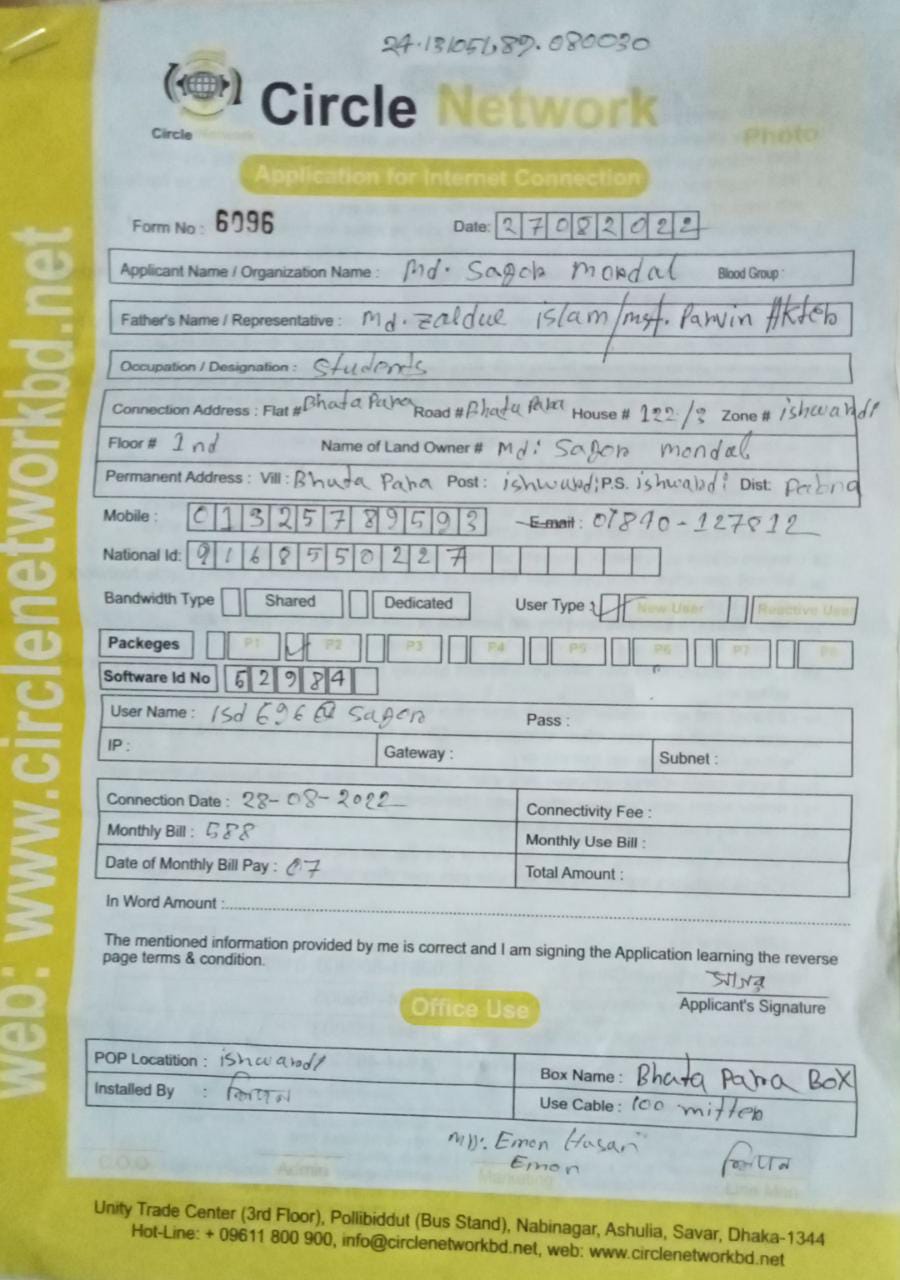 Circle Network
Circle Network
Photo
Application for Internet Connection
Form No : 6096 Date: 27082022
Applicant Name / Organization Name : Md. Sagor mondal Blood Group :
Father's Name / Representative : Md. islam/mst. Parvin Akter
Occupation / Designation : Students
Connection Address : Flat # Bhata Para Road # Bhata Para House # 122/3 Zone # ishwardi
Floor # 1nd Name of Land Owner # Md: Sagor mondal
Permanent Address : Vill : Bhata Para Post : ishwardi P.S. ishwardi Dist: Pabna
Mobile : 01325789593 E-mail : 01840-127812
National Id: 9168550227
Bandwidth Type Shared Dedicated User Type : New User Reactive User
Packeges P1 P2 P3 P4 P5 P6 P7 P8
Software Id No 52984
User Name : Isd 696@ Sagor Pass :
IP : Gateway : Subnet :
Connection Date : 28-08-2022 Connectivity Fee :
Monthly Bill : 588 Monthly Use Bill :
Date of Monthly Bill Pay : 07 Total Amount :
In Word Amount :
The mentioned information provided by me is correct and I am signing the Application learning the reverse
page terms & condition.
Applicant's Signature
Office Use
POP Locatition : ishwardi Box Name : Bhata Para BOX
Installed By : লিপন Use Cable : 100 mitter
MD: Emon Hasan
Emon লিপন
C.O.O Admin Marketing Line Man
Unity Trade Center (3rd Floor), Pollibiddut (Bus Stand), Nabinagar, Ashulia, Savar, Dhaka-1344
Hot-Line: + 09611 800 900, info@circlenetworkbd.net, web: www.circlenetworkbd.net
web: www.circlenetworkbd.net